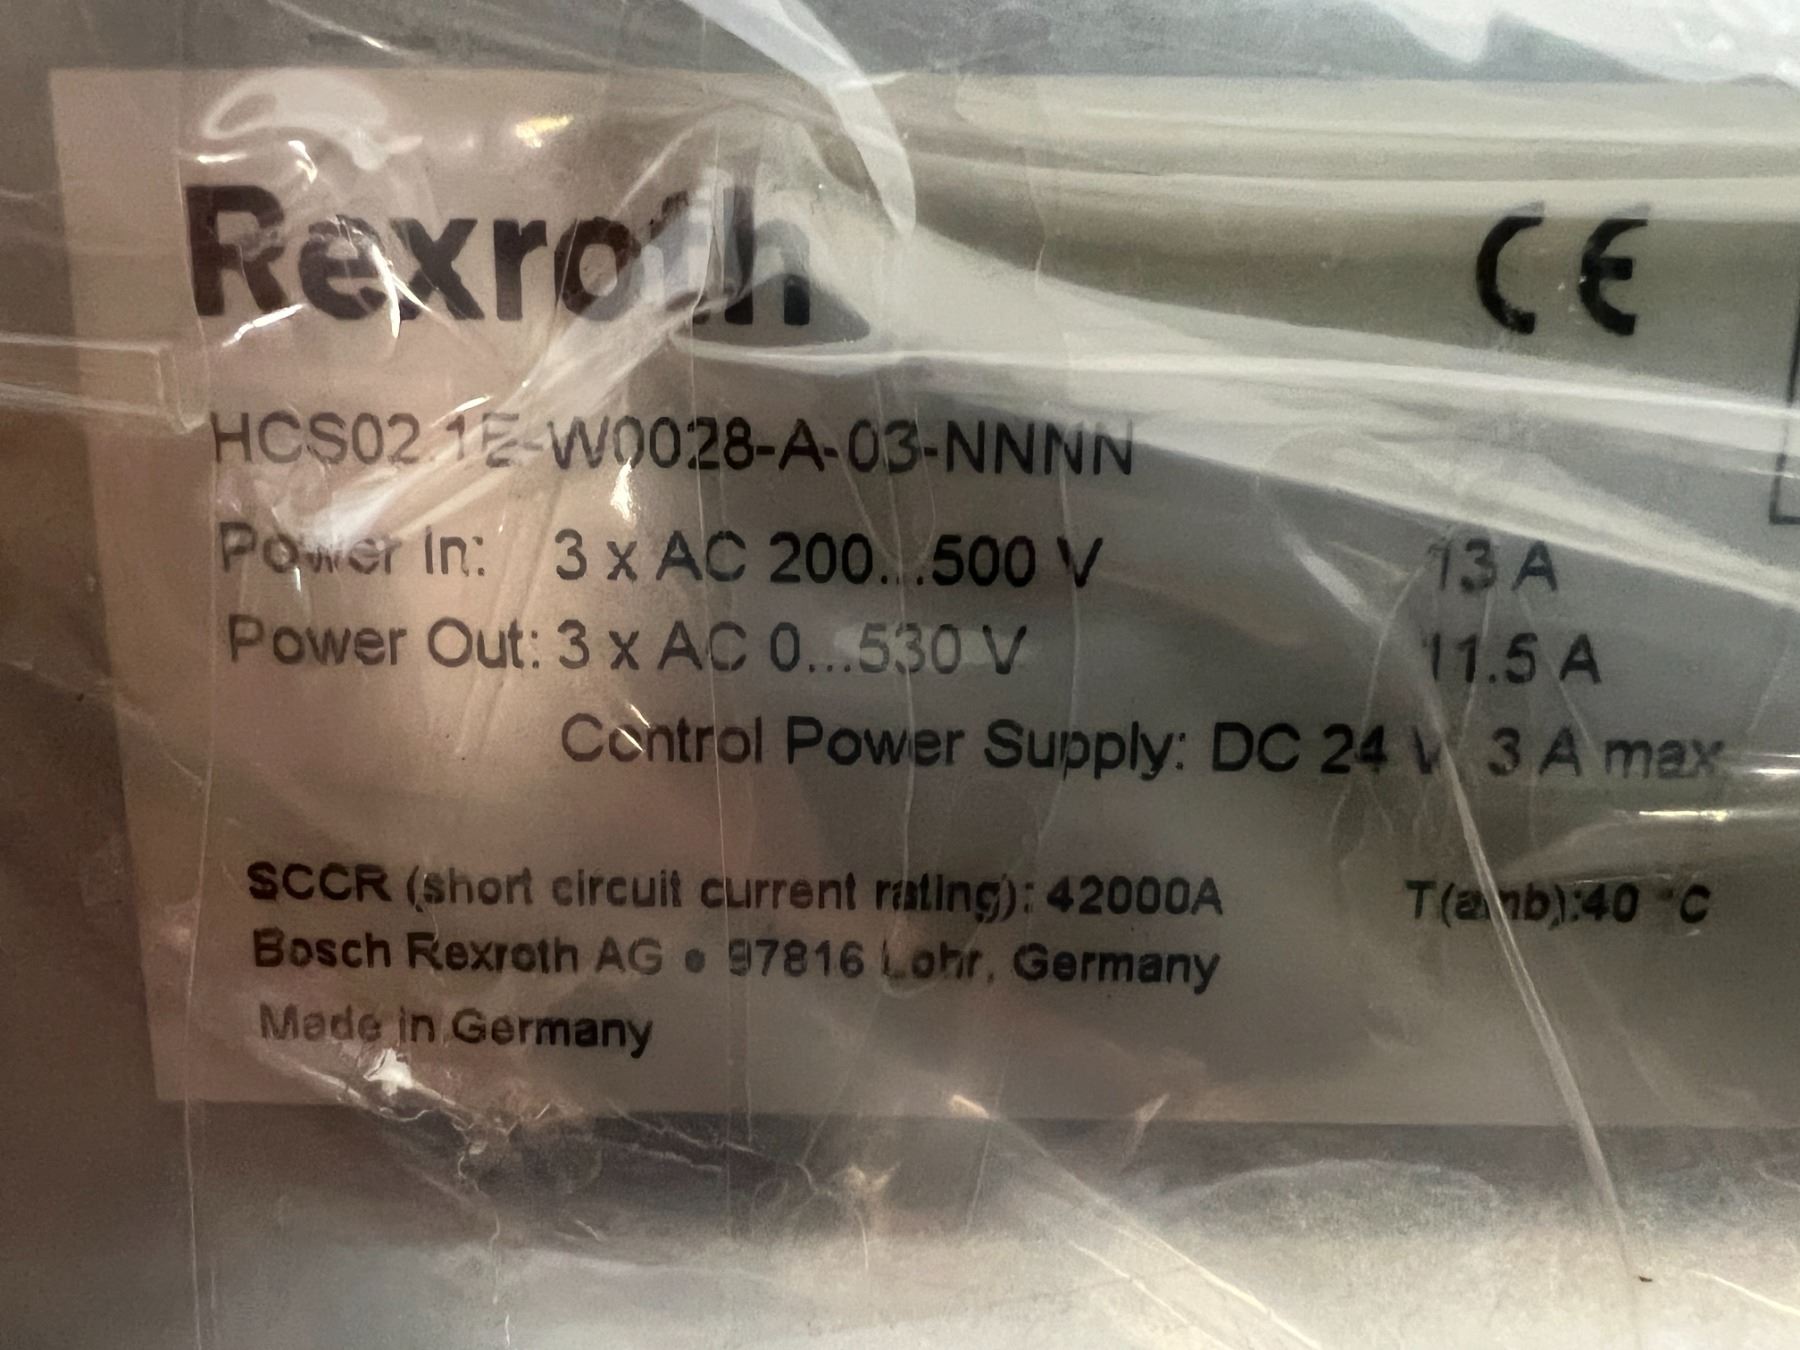 Rexroth CE
HCS02.1E-W0028-A-03-NNNN
Power In: 3 x AC 200...500 V 13 A
Power Out: 3 x AC 0...530 V 11.5 A
Control Power Supply: DC 24 V 3 A max
SCCR (short circuit current rating): 42000A T(amb):40 °C
Bosch Rexroth AG • 97816 Lohr, Germany
Made in Germany